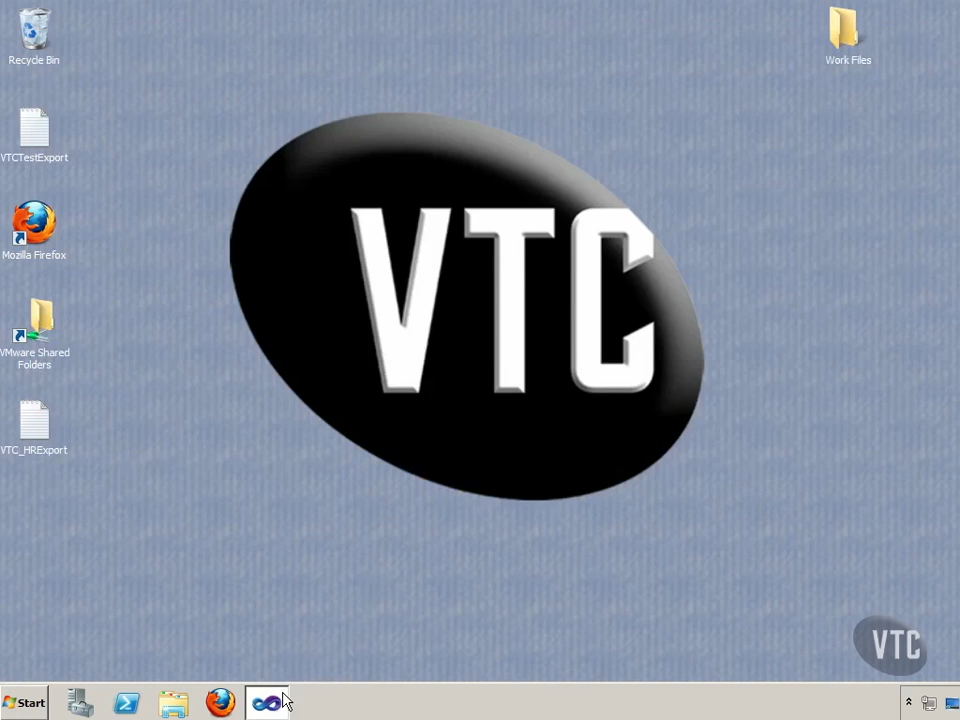 Recycle Bin
Work Files
VTCTestExport
Mozilla Firefox
VTC
VMware Shared
Folders
VTC_HRExport
VTC
Start